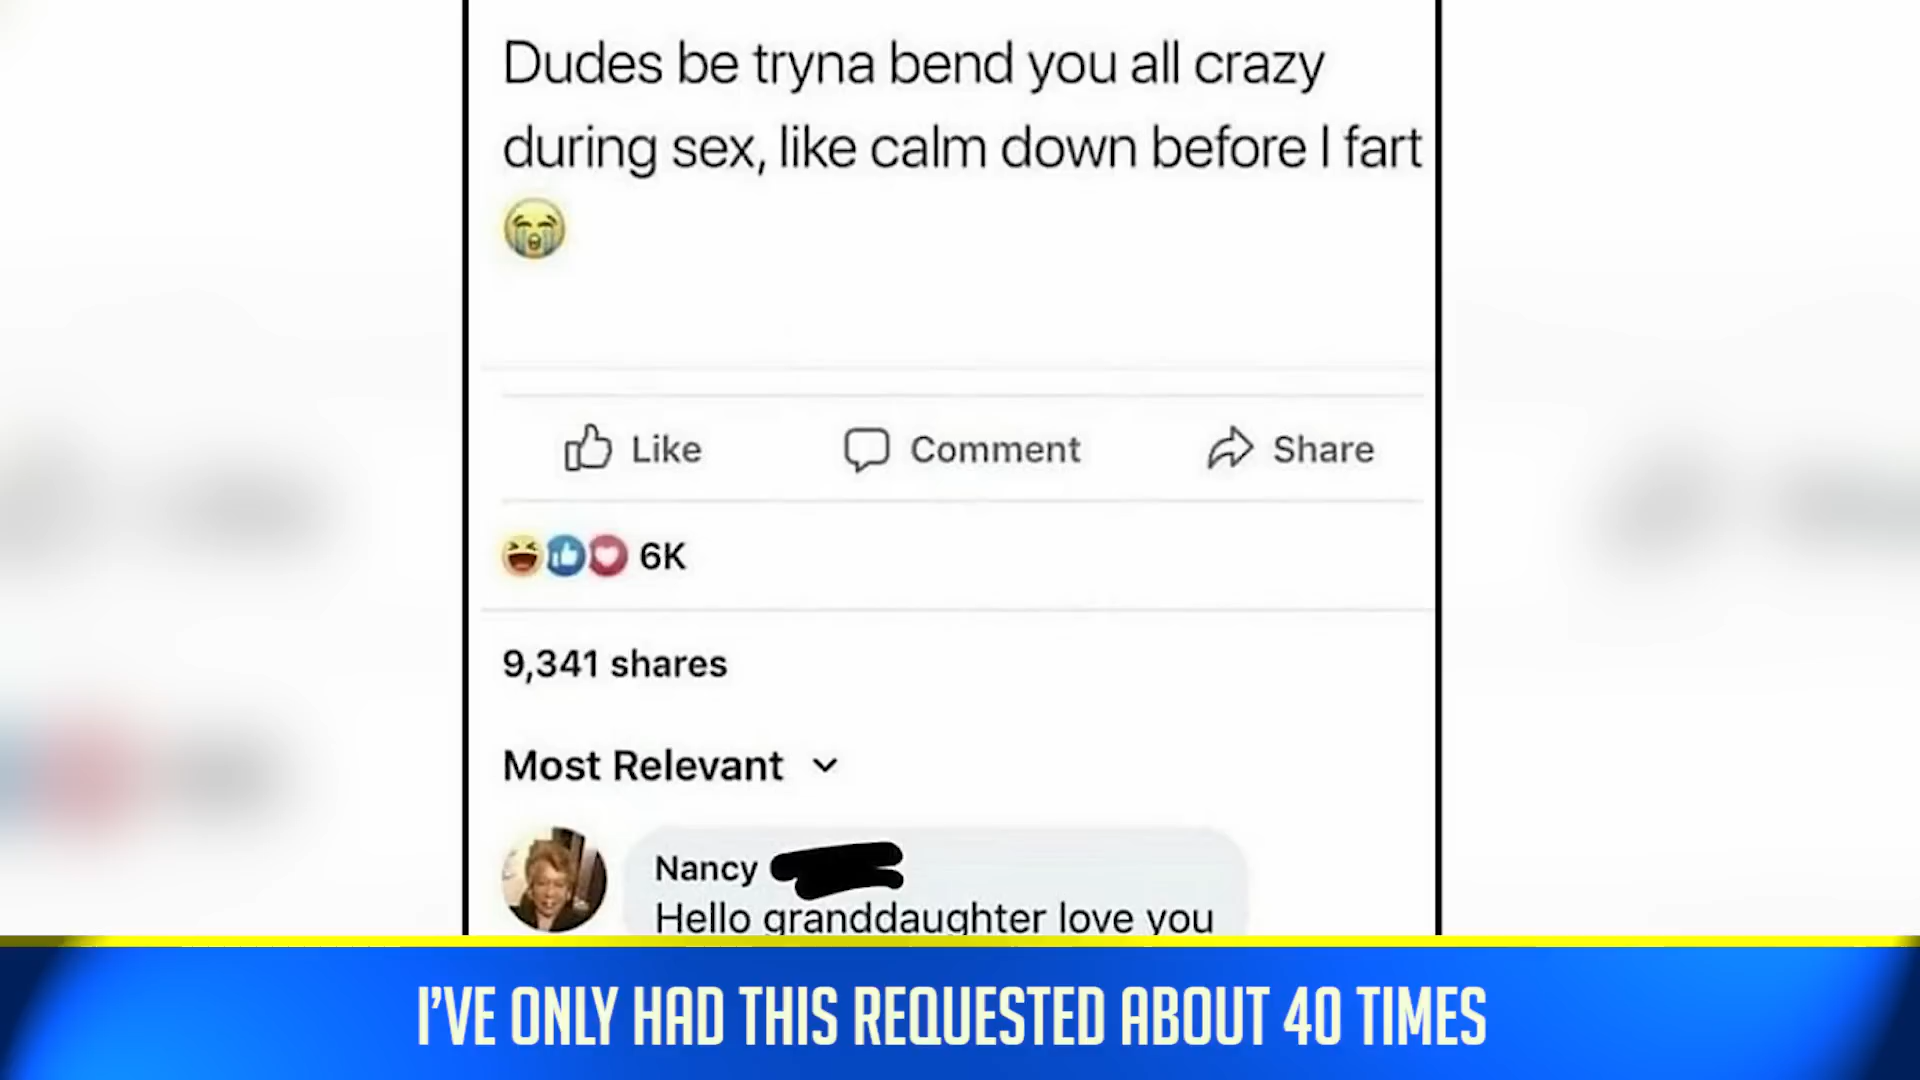 Dudes be tryna bend you all crazy
during sex, like calm down before I fart
😭
Like Comment Share
6K
9,341 shares
Most Relevant
Nancy
Hello granddaughter love you
I'VE ONLY HAD THIS REQUESTED ABOUT 40 TIMES